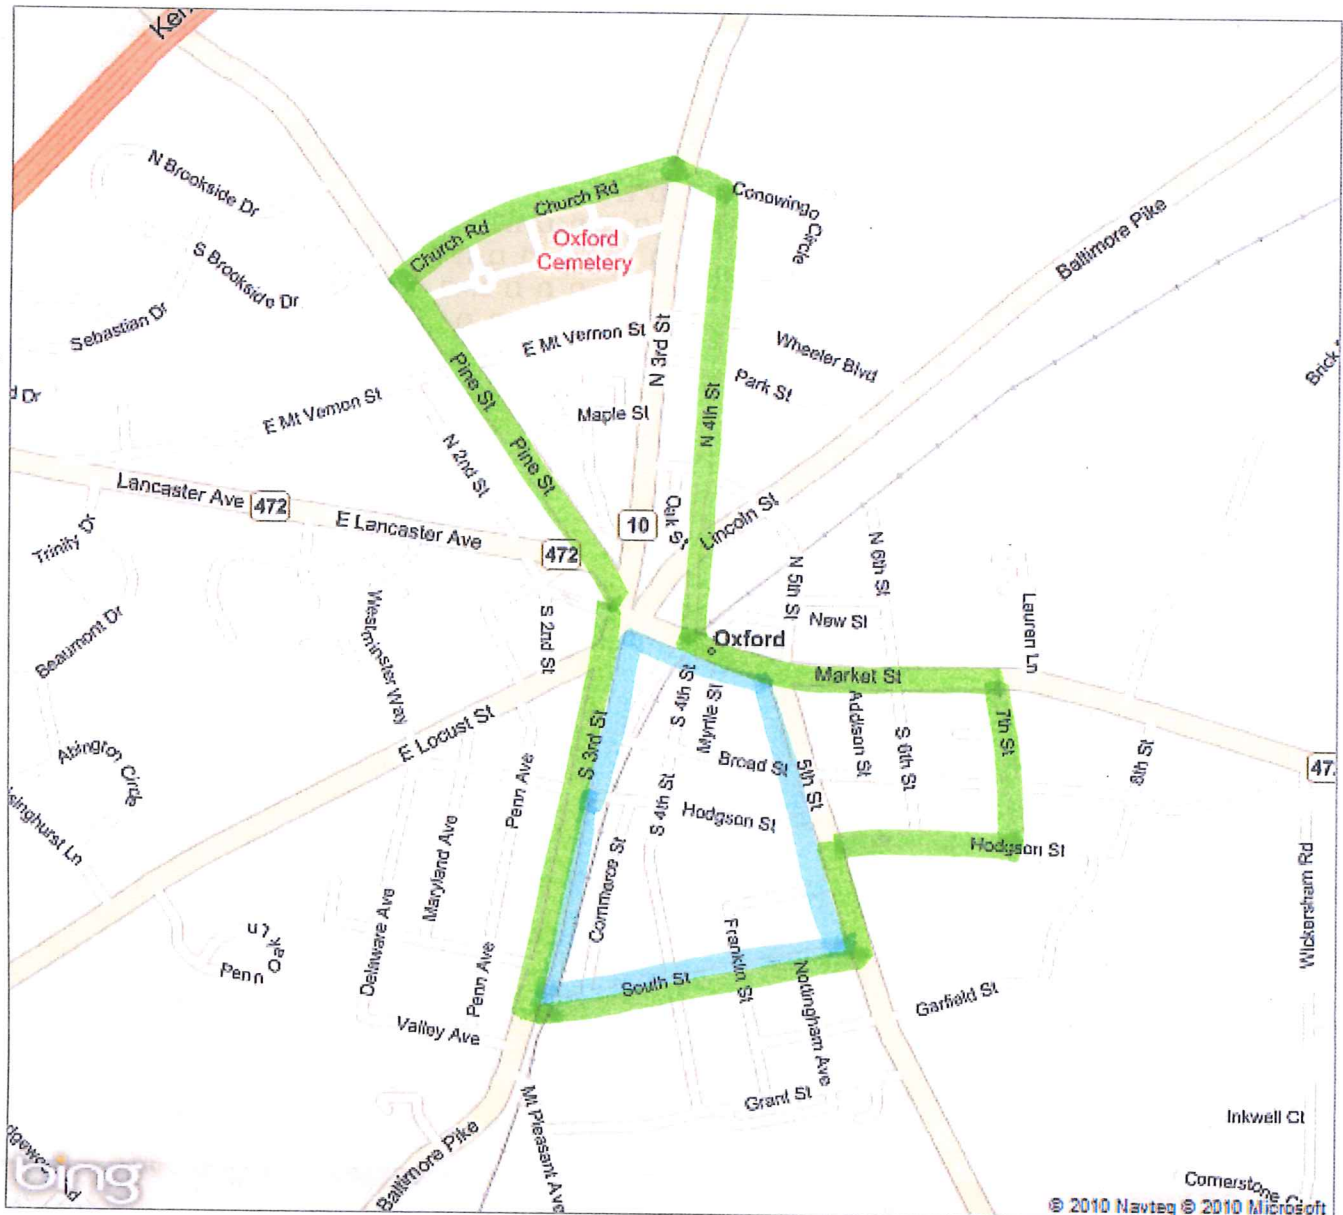 Ken
N Brookside Dr
Church Rd
Church Rd
Conowingo
Circle
Oxford
Cemetery
S Brookside Dr
Baltimore Pike
Sebastian Dr
E Mt Vernon St
N 3rd St
Wheeler Blvd
Park St
Pine St
d Dr
E Mt Vernon St
Maple St
N 4th St
N 2nd St
Pine St
Lancaster Ave
472
E Lancaster Ave
472
10
Oak St
Lincoln St
Trinity Dr
N 5th St
N 6th St
Lauren Ln
Westminster Way
S 2nd St
New St
Oxford
Beaumont Dr
Market St
S 4th St
Myrtle St
Addison St
7th St
E Locust St
S 3rd St
Abington Circle
Broad St
5th St
S 6th St
8th St
47
Penn Ave
S 4th St
Hodgson St
singhurst Ln
Maryland Ave
Commerce St
Hodgson St
Wickersham Rd
Delaware Ave
Penn Oak Ln
Penn Ave
South St
Franklin St
Nottingham Ave
Garfield St
Valley Ave
Grant St
Mt Pleasant Ave
Inkwell Ct
Baltimore Pike
bing
© 2010 Navteq © 2010 Microsoft